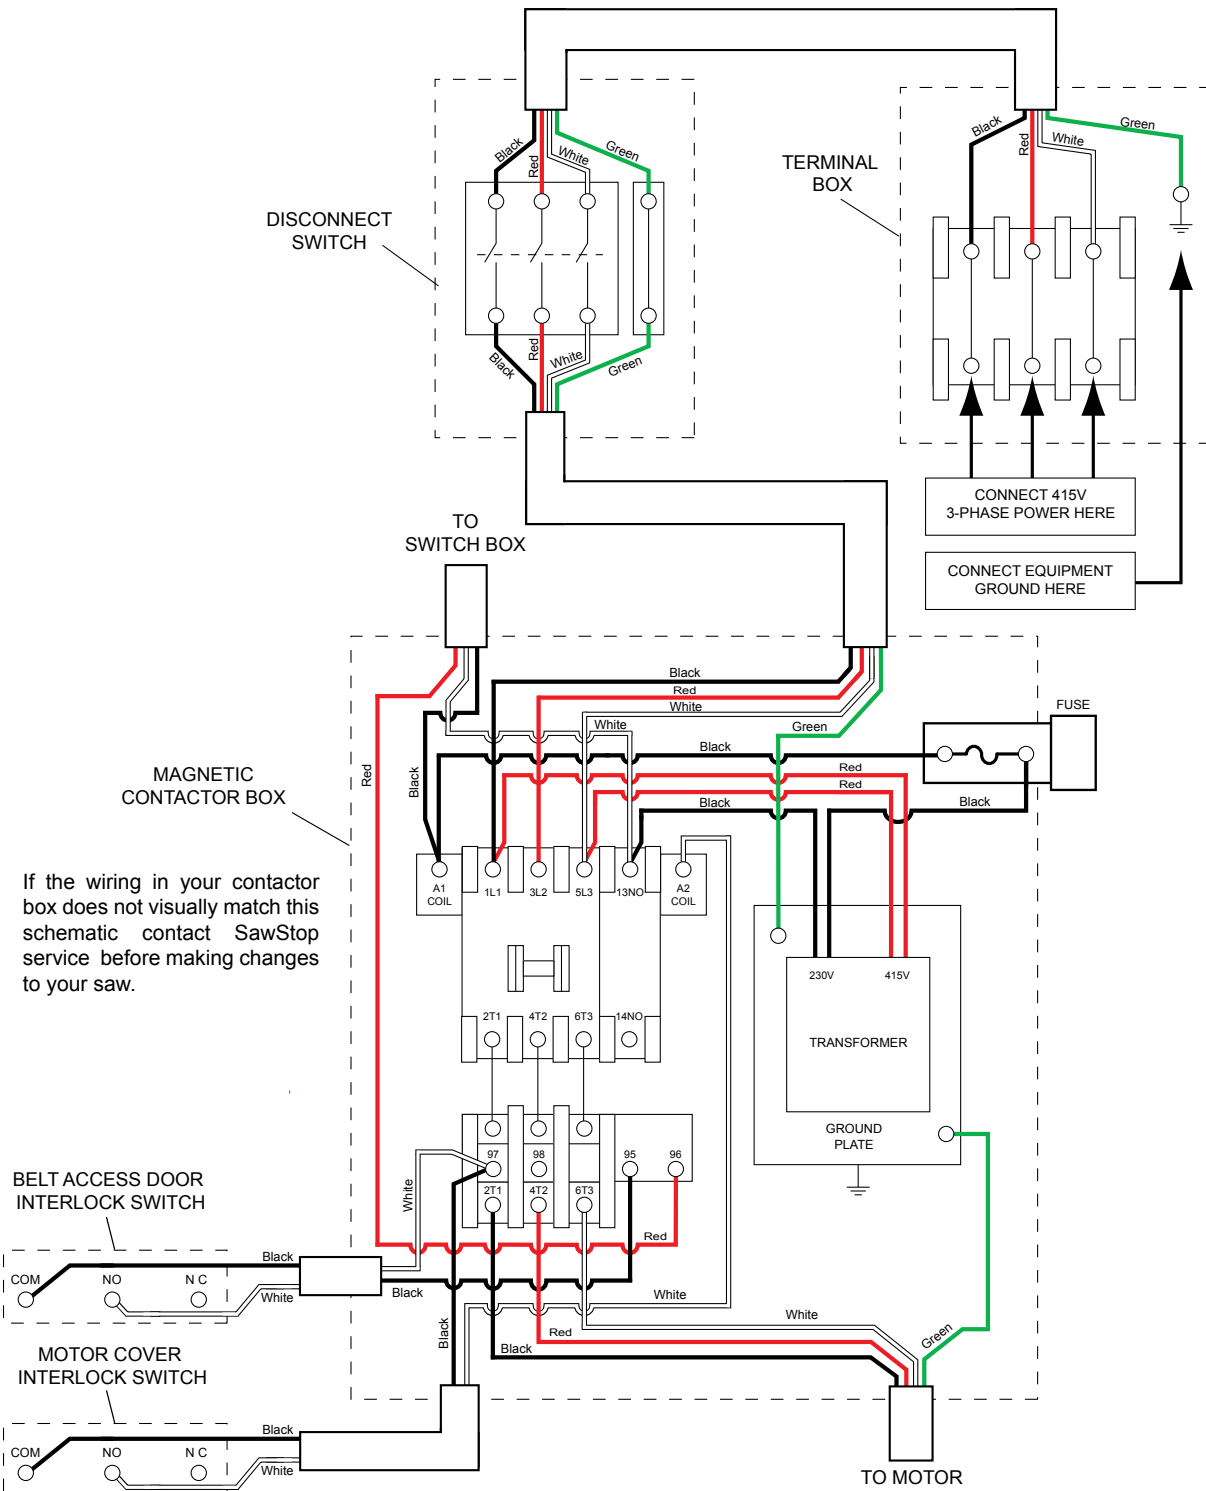 Black
Red
White
Green
DISCONNECT
SWITCH
Black
Red
White
Green
TERMINAL
BOX
Black
Red
White
Green
CONNECT 415V
3-PHASE POWER HERE
CONNECT EQUIPMENT
GROUND HERE
TO
SWITCH BOX
Black
Red
White
White
Green
FUSE
MAGNETIC
CONTACTOR BOX
Red
Black
Black
Red
Red
Black
Black
If the wiring in your contactor
box does not visually match this
schematic contact SawStop
service before making changes
to your saw.
A1
COIL
1L1
3L2
5L3
13NO
A2
COIL
2T1
4T2
6T3
14NO
230V
415V
TRANSFORMER
GROUND
PLATE
97
98
95
96
2T1
4T2
6T3
White
Red
BELT ACCESS DOOR
INTERLOCK SWITCH
COM
NO
N C
Black
White
Black
White
Black
Red
Black
White
Green
MOTOR COVER
INTERLOCK SWITCH
COM
NO
N C
Black
White
TO MOTOR